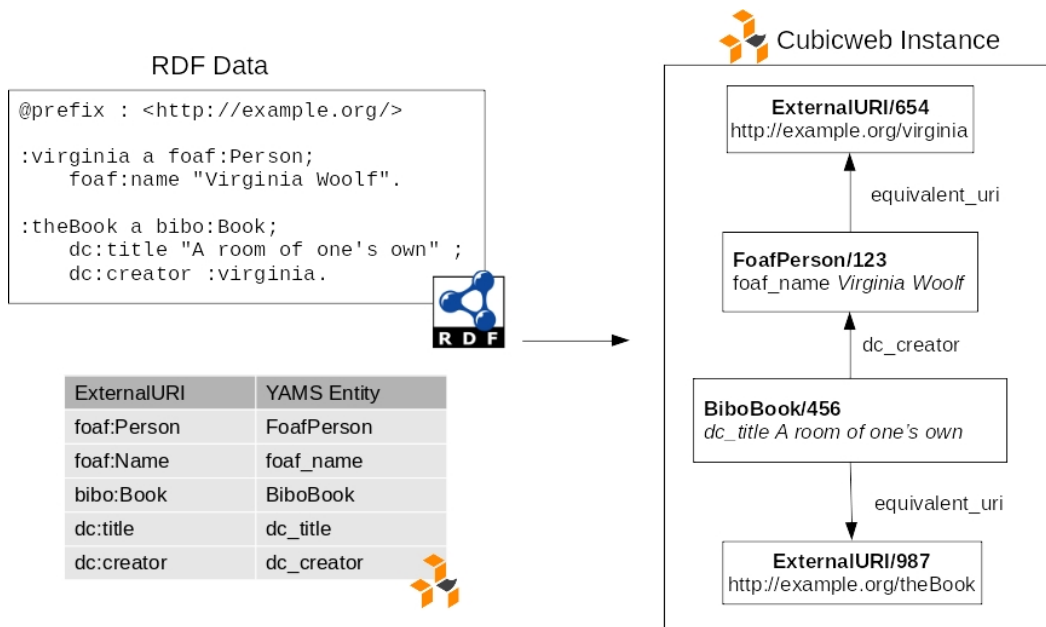 RDF Data
@prefix : <http://example.org/>
:virginia a foaf:Person;
foaf:name "Virginia Woolf".
:theBook a bibo:Book;
dc:title "A room of one's own" ;
dc:creator :virginia.
RDF
ExternalURI YAMS Entity
foaf:Person FoafPerson
foaf:Name foaf_name
bibo:Book BiboBook
dc:title dc_title
dc:creator dc_creator
Cubicweb Instance
ExternalURI/654
http://example.org/virginia
equivalent_uri
FoafPerson/123
foaf_name Virginia Woolf
dc_creator
BiboBook/456
dc_title A room of one’s own
equivalent_uri
ExternalURI/987
http://example.org/theBook